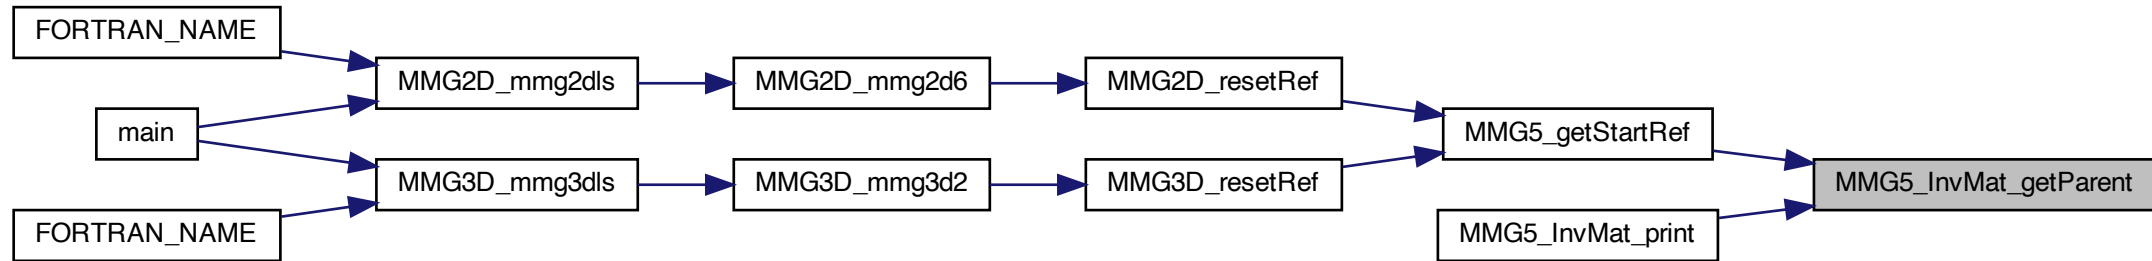 FORTRAN_NAME
MMG2D_mmg2dls
MMG2D_mmg2d6
MMG2D_resetRef
main
MMG5_getStartRef
MMG3D_mmg3dls
MMG3D_mmg3d2
MMG3D_resetRef
MMG5_InvMat_getParent
FORTRAN_NAME
MMG5_InvMat_print